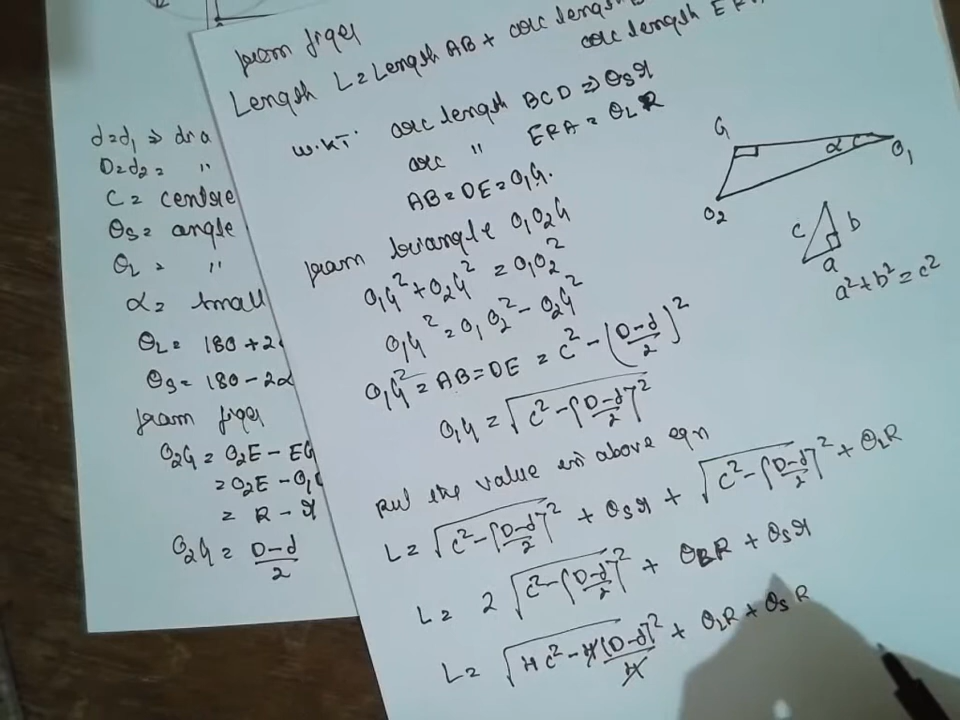 d=d₁ ⇒ dia
D=d₂ = "
C = centre
θs = angle
θL = "
α = small
θL = 180 + 2
θs = 180 - 2α
from figer
O₂G = O₂E - EG
= O₂E - O₁
= R - r
O₂G = D-d/2
from figer
Length L = Length AB + arc length
arc length ERA
W.K.T. arc length BCD ⇒ θs r
arc " ERA = θL R
AB = DE = O₁G.
from triangle O₁O₂G
O₁G² + O₂G² = O₁O₂²
O₁G² = O₁O₂² - O₂G²
O₁G² = AB = DE = C² - (D-d/2)²
O₁G = √C² - (D-d/2)²
put the value in above eqn
L = √C² - (D-d/2)² + θs r + √C² - (D-d/2)² + θL R
L = 2 √C² - (D-d/2)² + θL R + θs r
L = √4C² - 4(D-d)²/4 + θL R + θs R
G
α
O₁
O₂
c b
a
a² + b² = c²